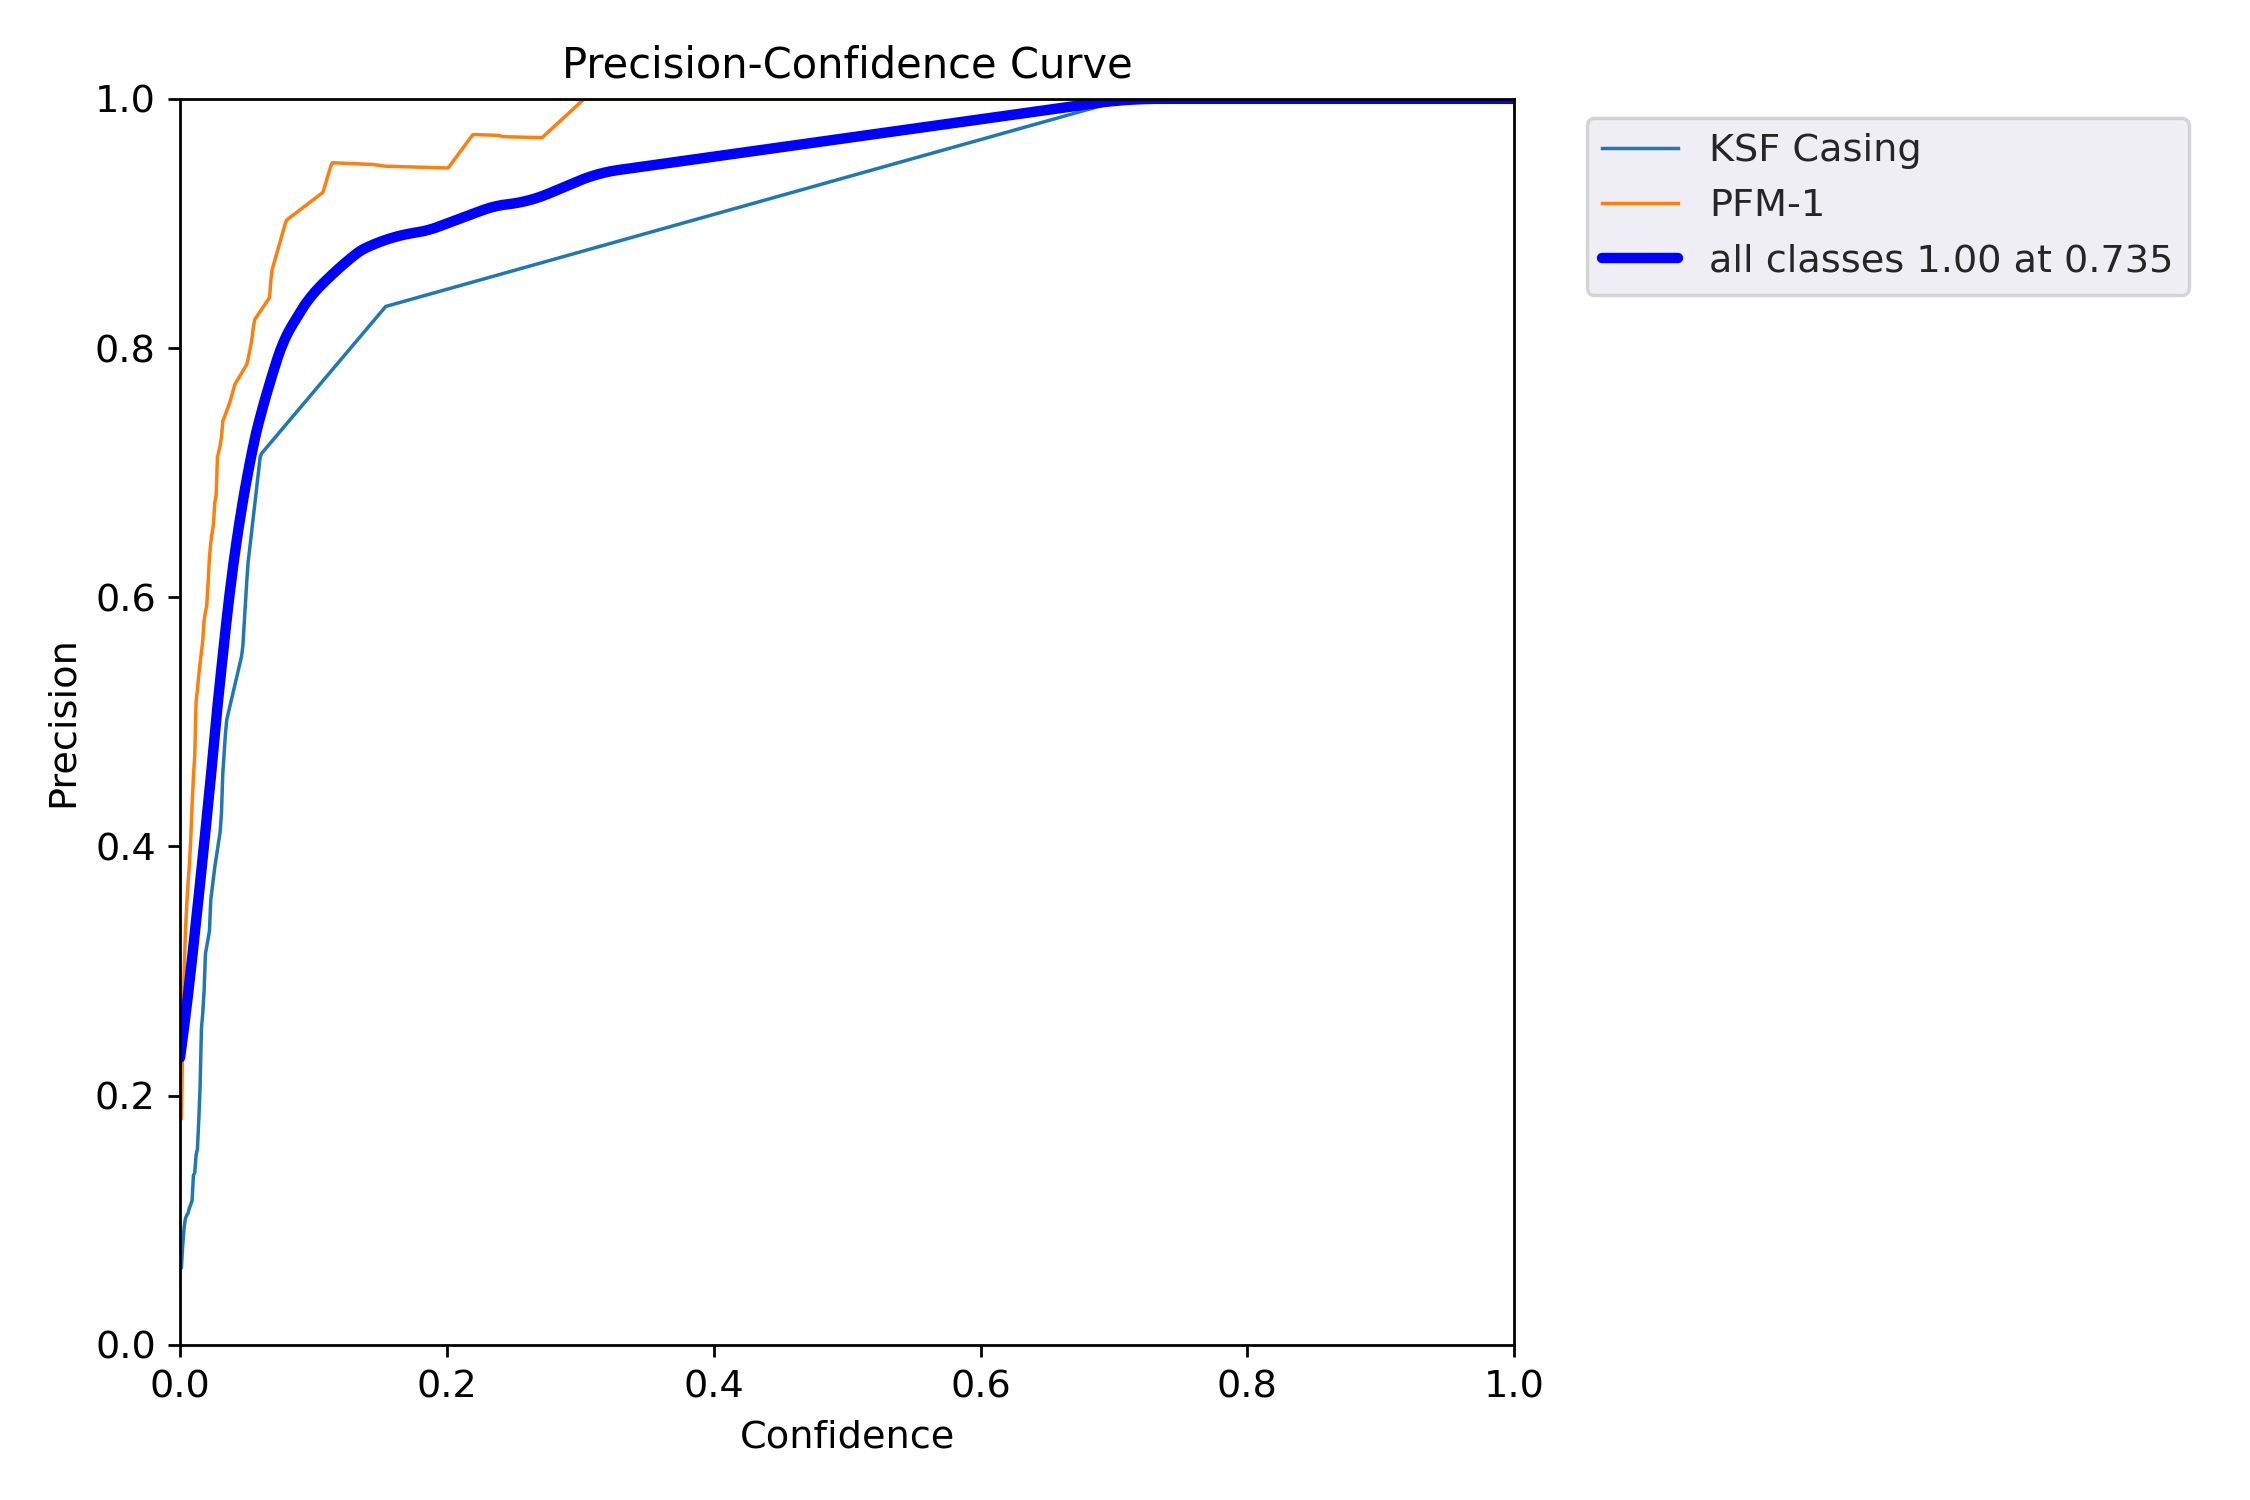 Precision-Confidence Curve
1.0
0.8
0.6
0.4
0.2
0.0
Precision
0.0 0.2 0.4 0.6 0.8 1.0
Confidence
KSF Casing
PFM-1
all classes 1.00 at 0.735